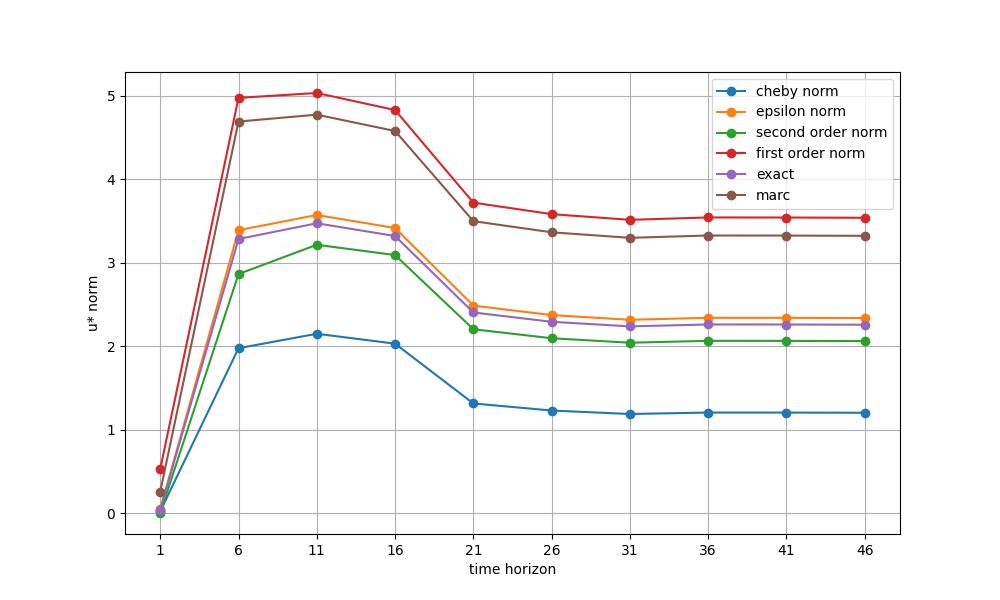 cheby norm
epsilon norm
second order norm
first order norm
exact
marc
5
4
3
2
1
0
u* norm
1 6 11 16 21 26 31 36 41 46
time horizon